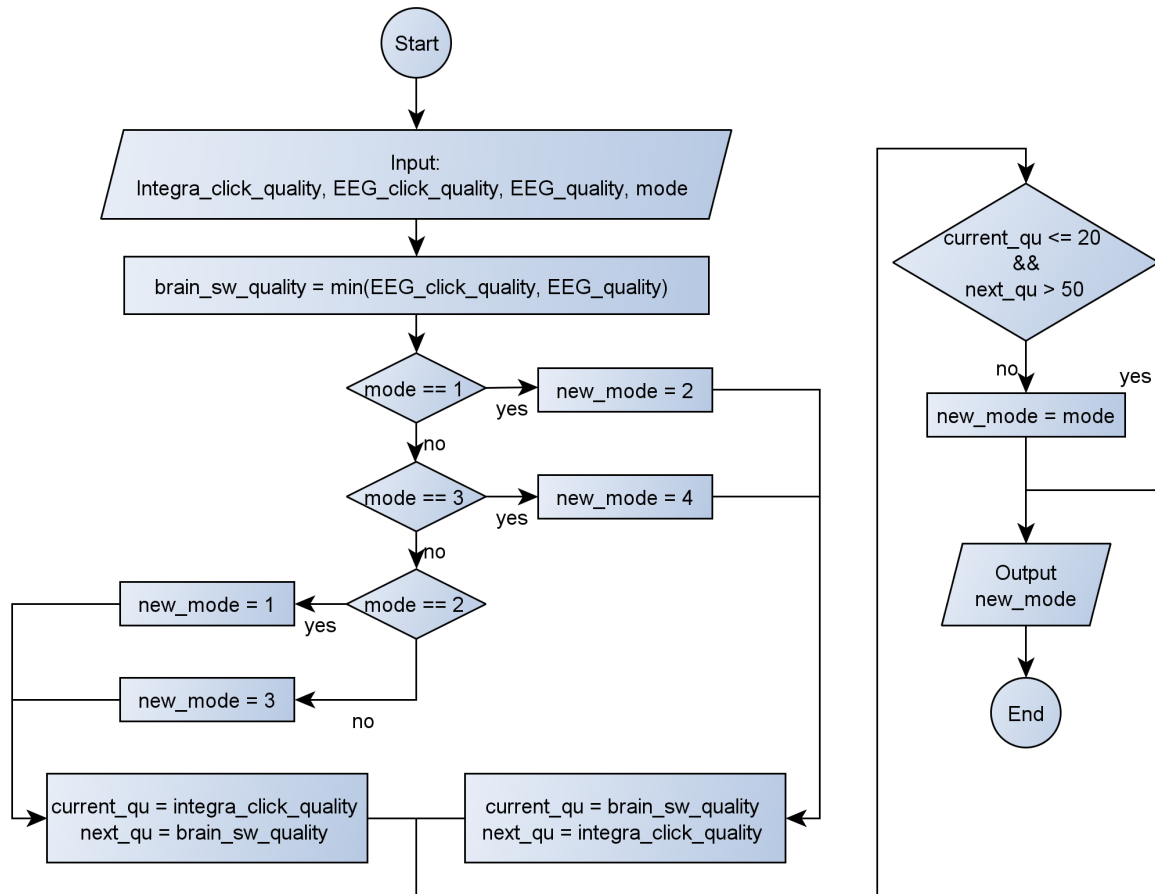 Start
Input:
Integra_click_quality, EEG_click_quality, EEG_quality, mode
brain_sw_quality = min(EEG_click_quality, EEG_quality)
mode == 1
yes
new_mode = 2
no
mode == 3
yes
new_mode = 4
no
mode == 2
yes
new_mode = 1
no
new_mode = 3
current_qu = integra_click_quality
next_qu = brain_sw_quality
current_qu = brain_sw_quality
next_qu = integra_click_quality
current_qu <= 20
&&
next_qu > 50
no
yes
new_mode = mode
Output
new_mode
End